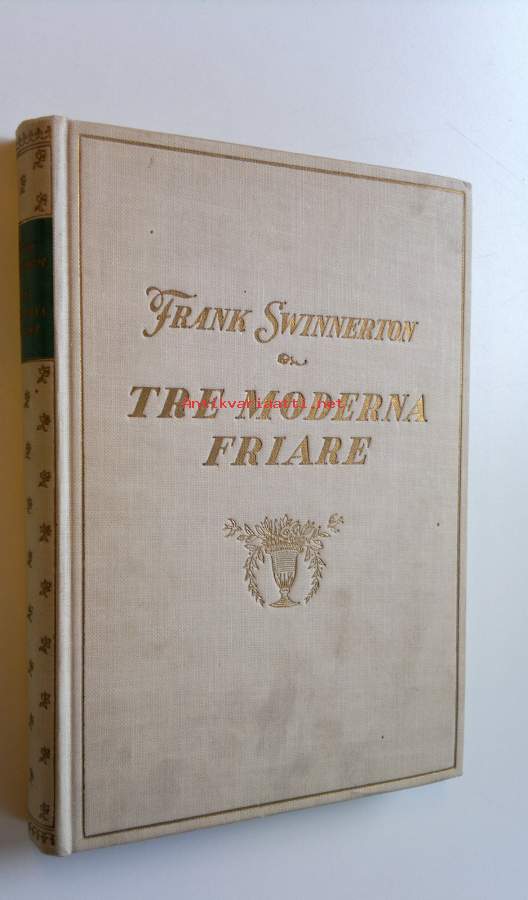 FRANK SWINNERTON
TRE MODERNA
Antikvariaatti.net
FRIARE